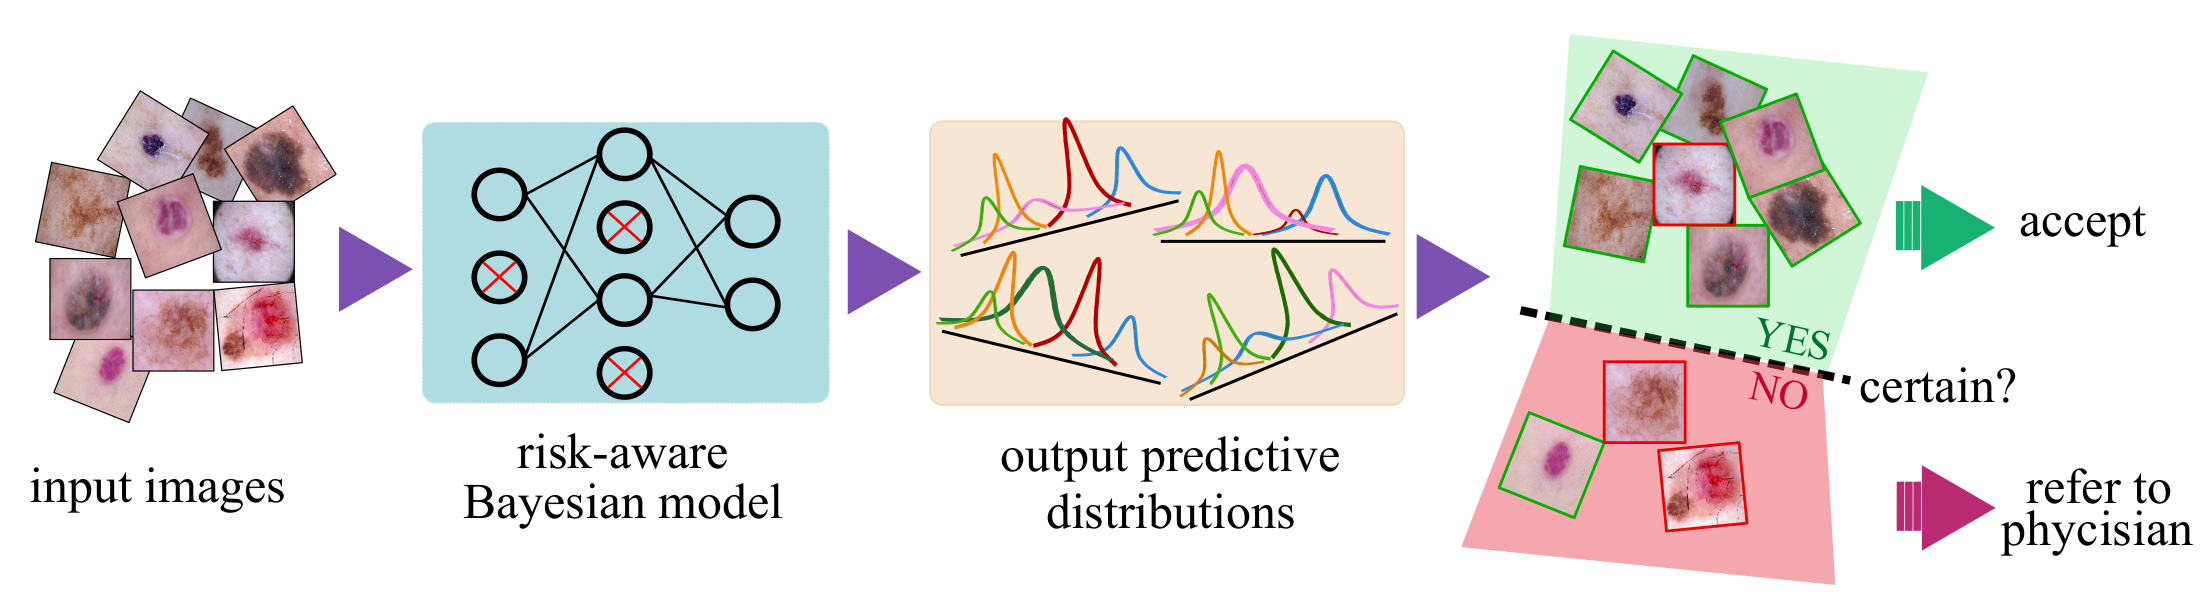 input images
risk-aware
Bayesian model
output predictive
distributions
YES
NO
certain?
accept
refer to
phycisian